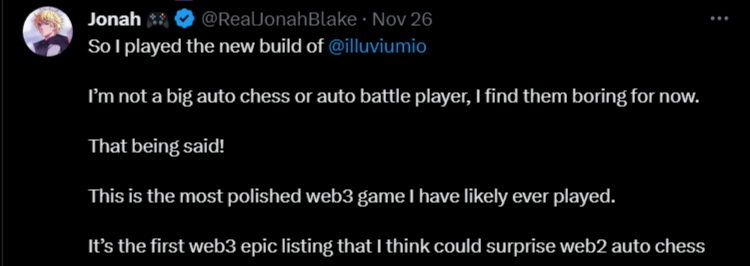 Jonah 🎮 @RealJonahBlake · Nov 26
So I played the new build of @illuviumio
I'm not a big auto chess or auto battle player, I find them boring for now.
That being said!
This is the most polished web3 game I have likely ever played.
It's the first web3 epic listing that I think could surprise web2 auto chess